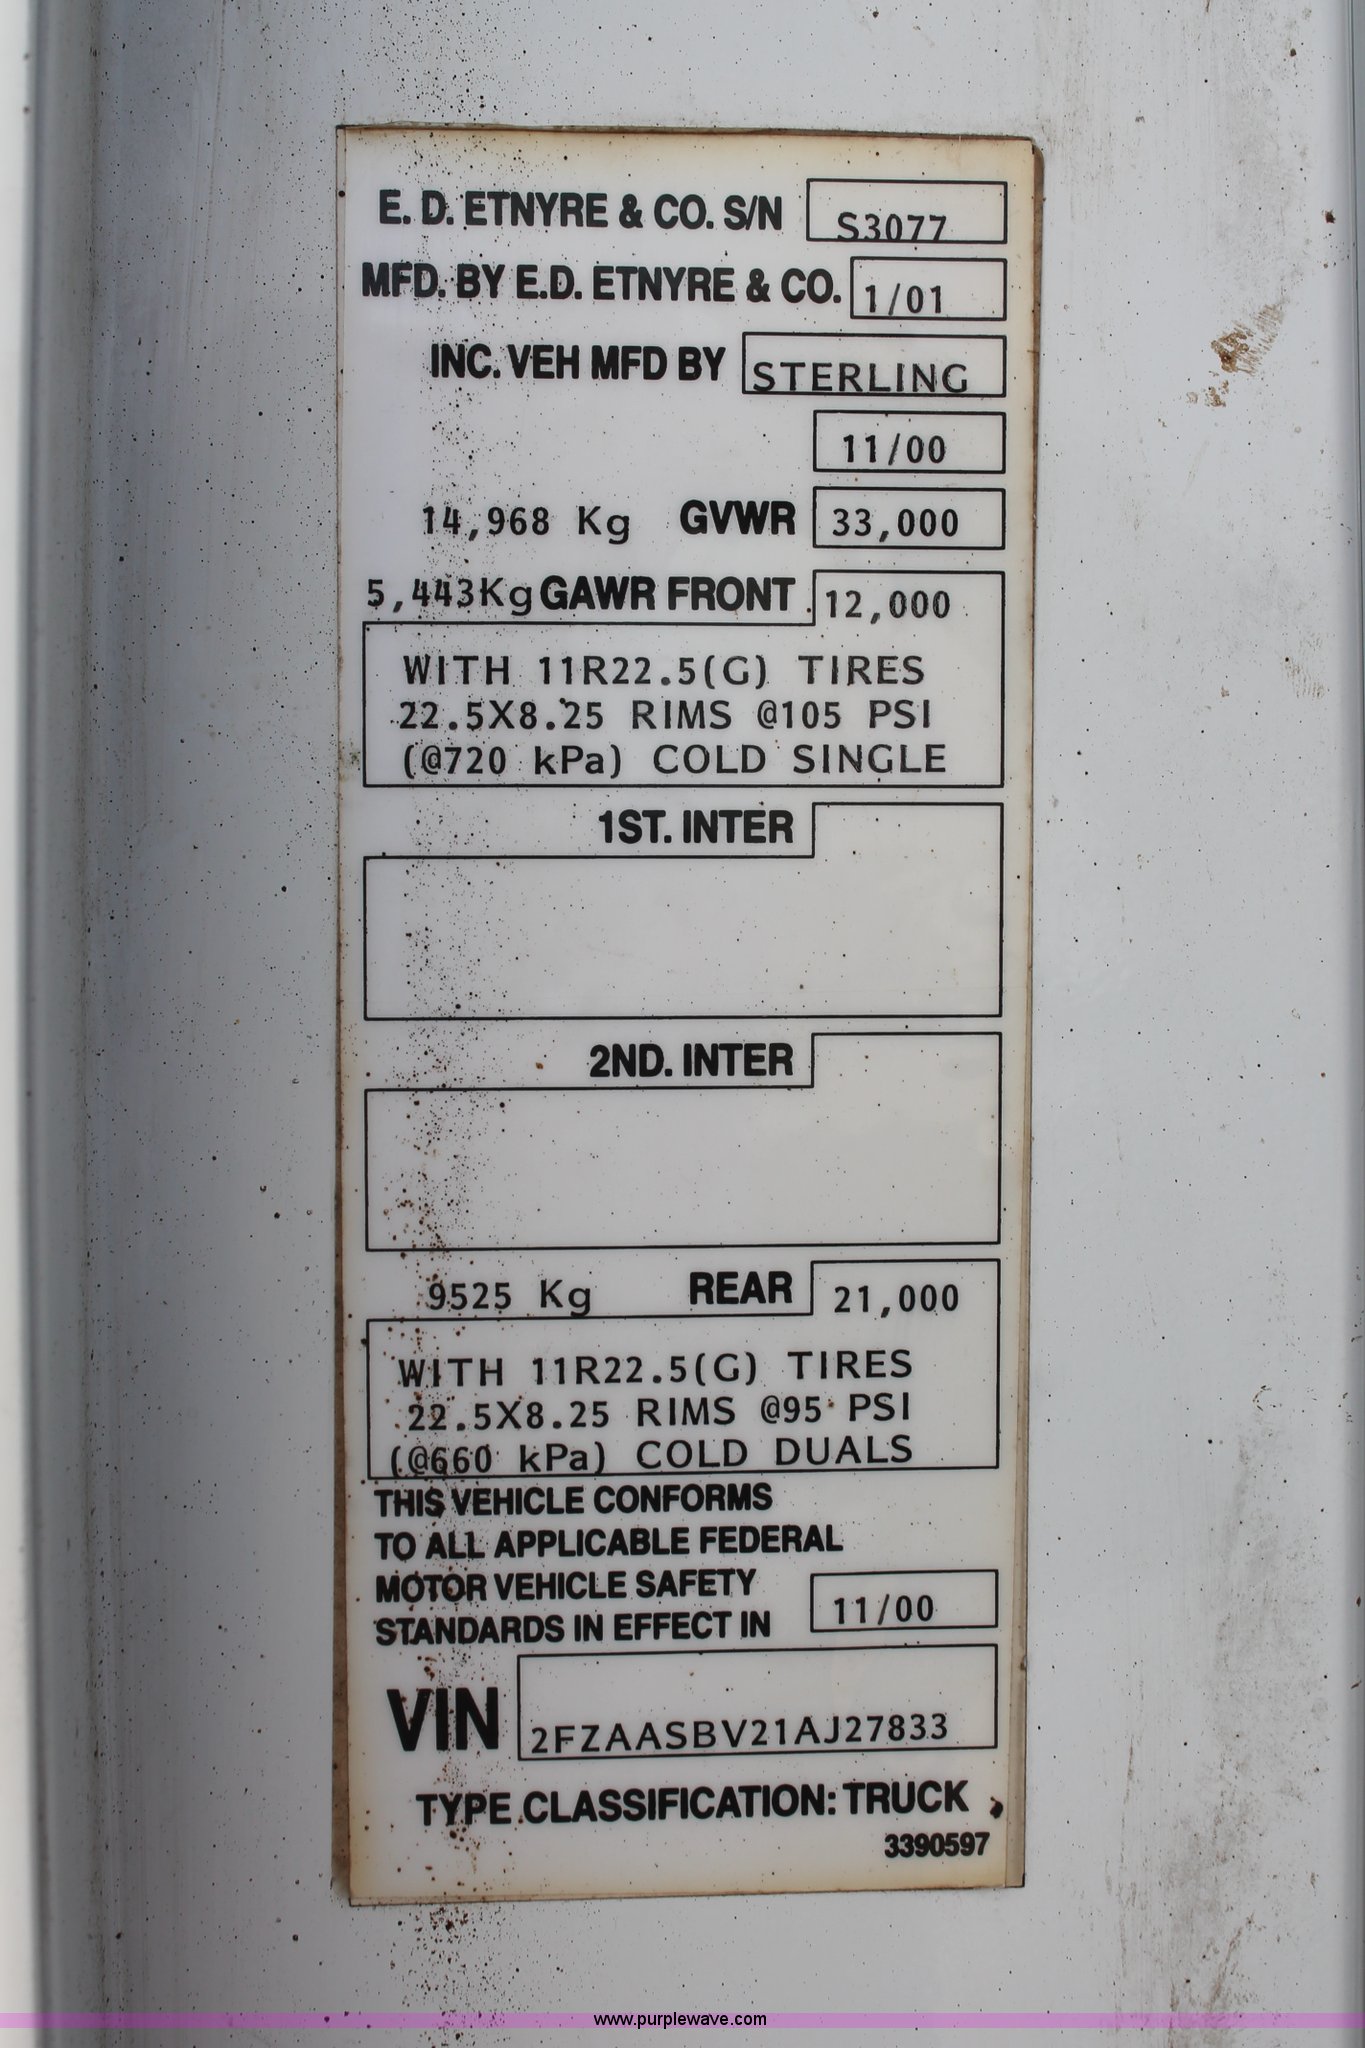 E. D. ETNYRE & CO. S/N S3077
MFD. BY E.D. ETNYRE & CO. 1/01
INC. VEH MFD BY STERLING
11/00
14,968 Kg GVWR 33,000
5,443Kg GAWR FRONT 12,000
WITH 11R22.5(G) TIRES
22.5X8.25 RIMS @105 PSI
(@720 kPa) COLD SINGLE
1ST. INTER
2ND. INTER
9525 Kg REAR 21,000
WITH 11R22.5(G) TIRES
22.5X8.25 RIMS @95 PSI
(@660 kPa) COLD DUALS
THIS VEHICLE CONFORMS
TO ALL APPLICABLE FEDERAL
MOTOR VEHICLE SAFETY
STANDARDS IN EFFECT IN 11/00
VIN 2FZAASBV21AJ27833
TYPE CLASSIFICATION: TRUCK
3390597
www.purplewave.com